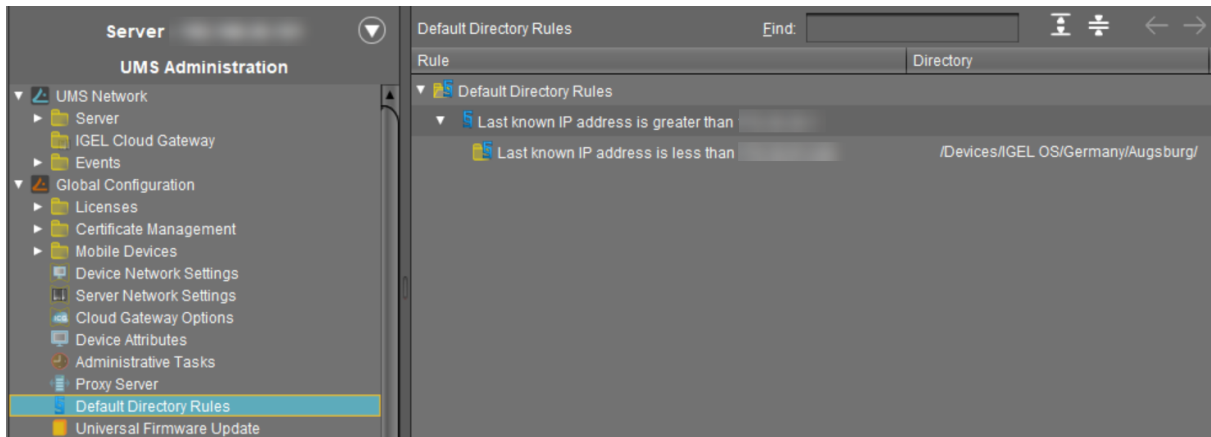 Server
UMS Administration
UMS Network
Server
IGEL Cloud Gateway
Events
Global Configuration
Licenses
Certificate Management
Mobile Devices
Device Network Settings
Server Network Settings
Cloud Gateway Options
Device Attributes
Administrative Tasks
Proxy Server
Default Directory Rules
Universal Firmware Update
Default Directory Rules Find:
Rule Directory
Default Directory Rules
Last known IP address is greater than
Last known IP address is less than /Devices/IGEL OS/Germany/Augsburg/